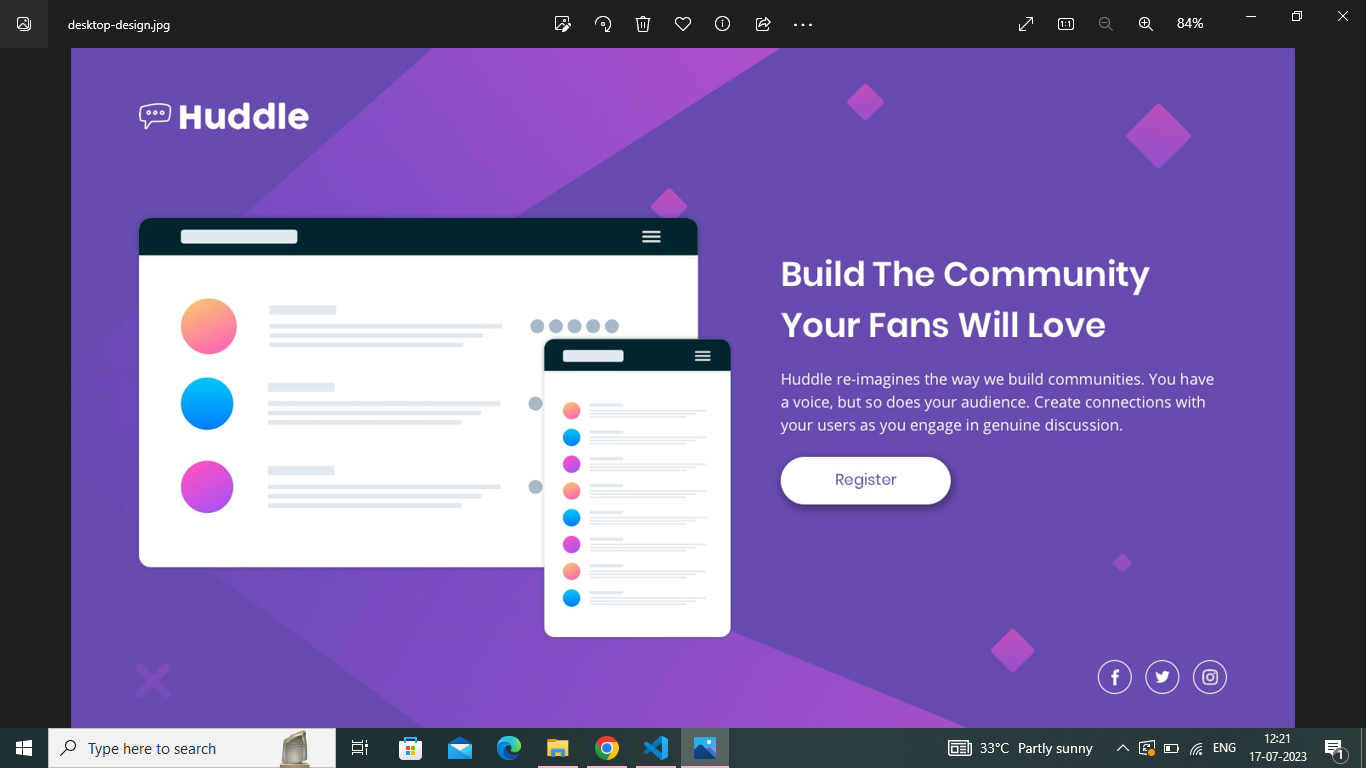 desktop-design.jpg
1:1
84%
Huddle
Build The Community
Your Fans Will Love
Huddle re-imagines the way we build communities. You have
a voice, but so does your audience. Create connections with
your users as you engage in genuine discussion.
Register
Type here to search
33°C Partly sunny
ENG
12:21
17-07-2023
1